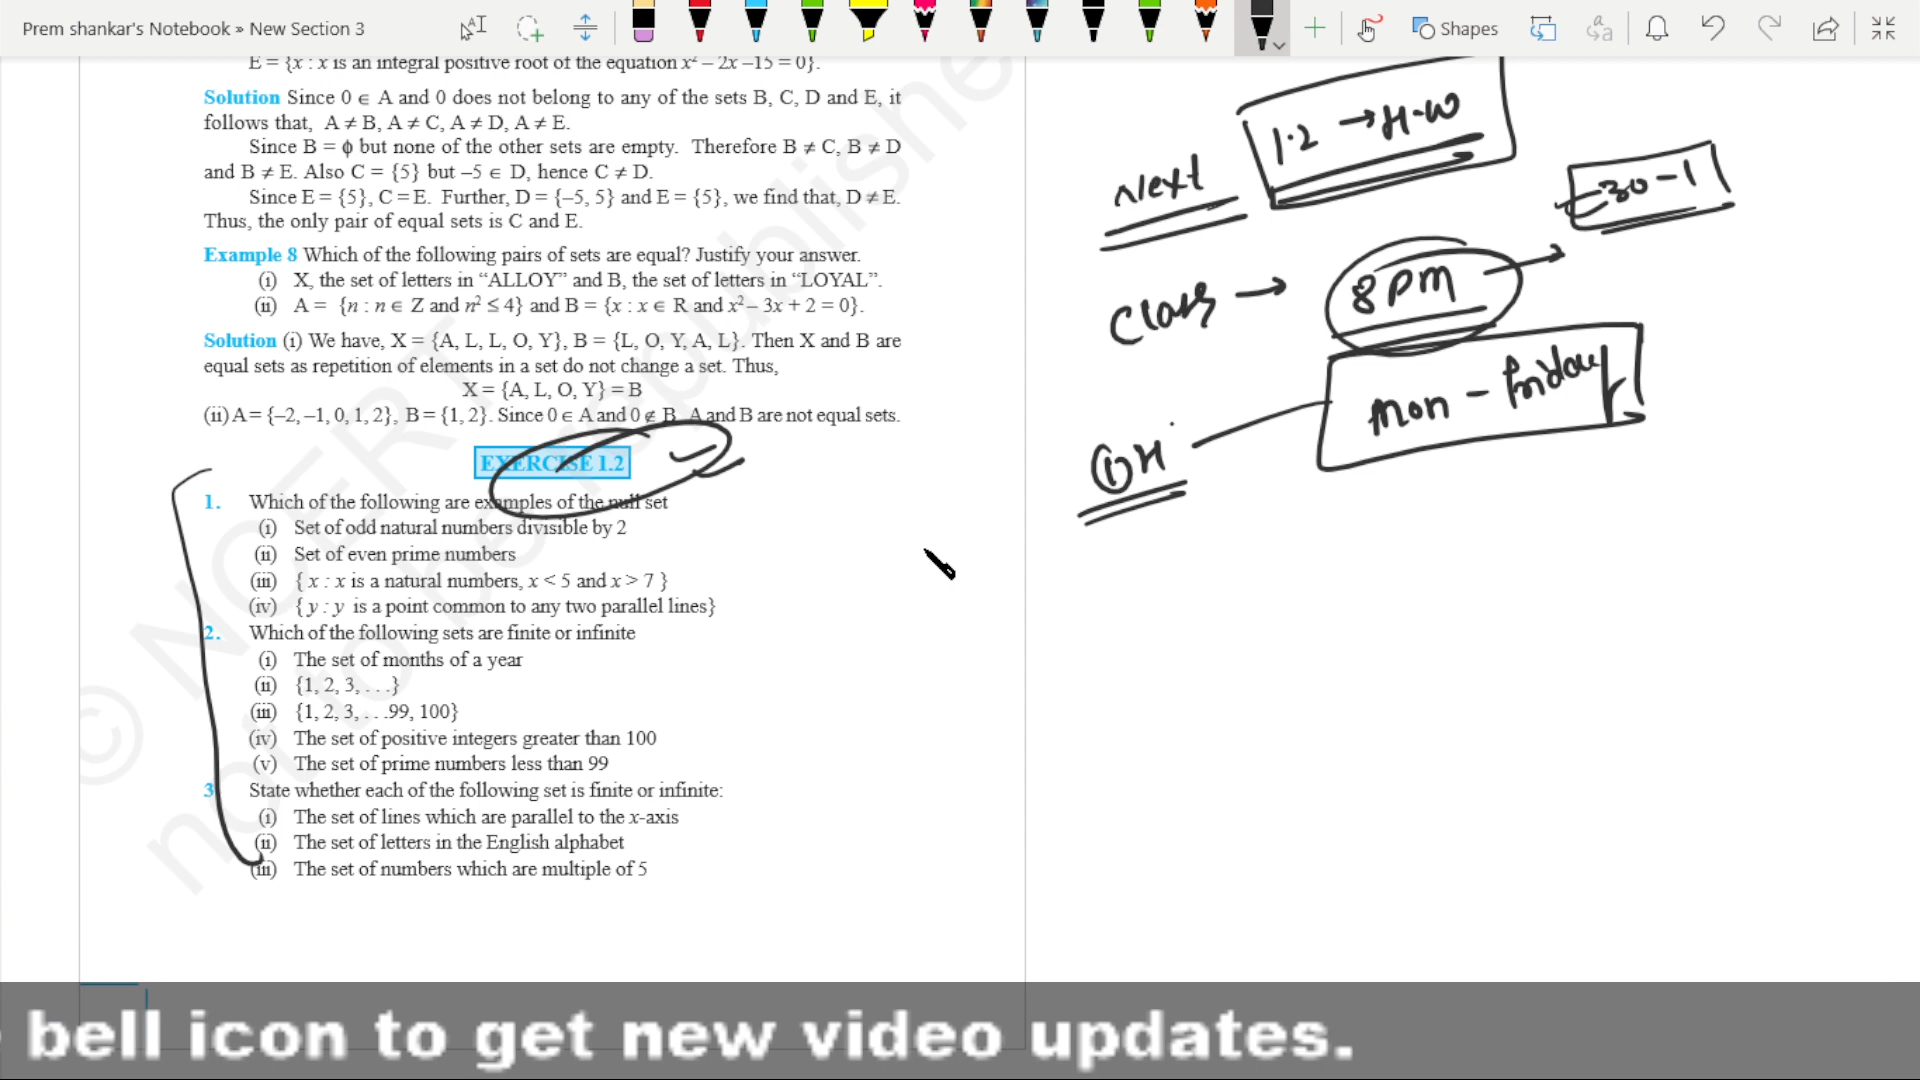 Prem shankar's Notebook » New Section 3
Shapes
E = {x : x is an integral positive root of the equation x² – 2x –15 = 0}.
Solution Since 0 ∈ A and 0 does not belong to any of the sets B, C, D and E, it
follows that, A ≠ B, A ≠ C, A ≠ D, A ≠ E.
Since B = ϕ but none of the other sets are empty. Therefore B ≠ C, B ≠ D
and B ≠ E. Also C = {5} but –5 ∈ D, hence C ≠ D.
Since E = {5}, C = E. Further, D = {–5, 5} and E = {5}, we find that, D ≠ E.
Thus, the only pair of equal sets is C and E.
Example 8 Which of the following pairs of sets are equal? Justify your answer.
(i) X, the set of letters in “ALLOY” and B, the set of letters in “LOYAL”.
(ii) A = {n : n ∈ Z and n² ≤ 4} and B = {x : x ∈ R and x² – 3x + 2 = 0}.
Solution (i) We have, X = {A, L, L, O, Y}, B = {L, O, Y, A, L}. Then X and B are
equal sets as repetition of elements in a set do not change a set. Thus,
X = {A, L, O, Y} = B
(ii) A = {–2, –1, 0, 1, 2}, B = {1, 2}. Since 0 ∈ A and 0 ∉ B, A and B are not equal sets.
EXERCISE 1.2
1. Which of the following are examples of the null set
(i) Set of odd natural numbers divisible by 2
(ii) Set of even prime numbers
(iii) { x : x is a natural numbers, x < 5 and x > 7 }
(iv) { y : y is a point common to any two parallel lines}
2. Which of the following sets are finite or infinite
(i) The set of months of a year
(ii) {1, 2, 3, . . .}
(iii) {1, 2, 3, . . .99, 100}
(iv) The set of positive integers greater than 100
(v) The set of prime numbers less than 99
3 State whether each of the following set is finite or infinite:
(i) The set of lines which are parallel to the x-axis
(ii) The set of letters in the English alphabet
(iii) The set of numbers which are multiple of 5
© NCERT
not to be republished
Next 1.2 → H-W
Class → 8 PM →
mon - friday
bell icon to get new video updates.